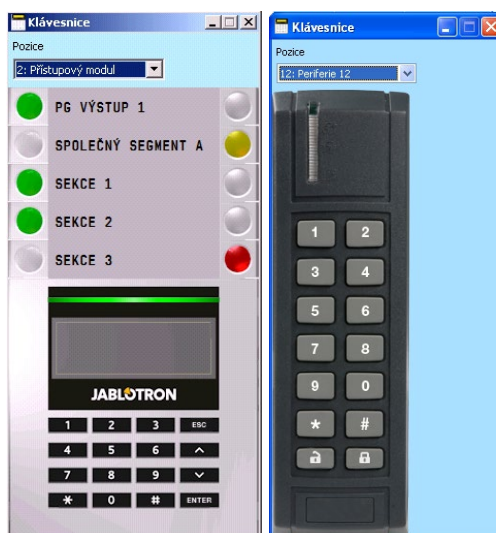 Klávesnice
Pozice
2: Přístupový modul
PG VÝSTUP 1
SPOLEČNÝ SEGMENT A
SEKCE 1
SEKCE 2
SEKCE 3
JABLOTRON
1 2 3 ESC
4 5 6
7 8 9
* 0 # ENTER
Klávesnice
Pozice
12: Periferie 12
1 2
3 4
5 6
7 8
9 0
* #